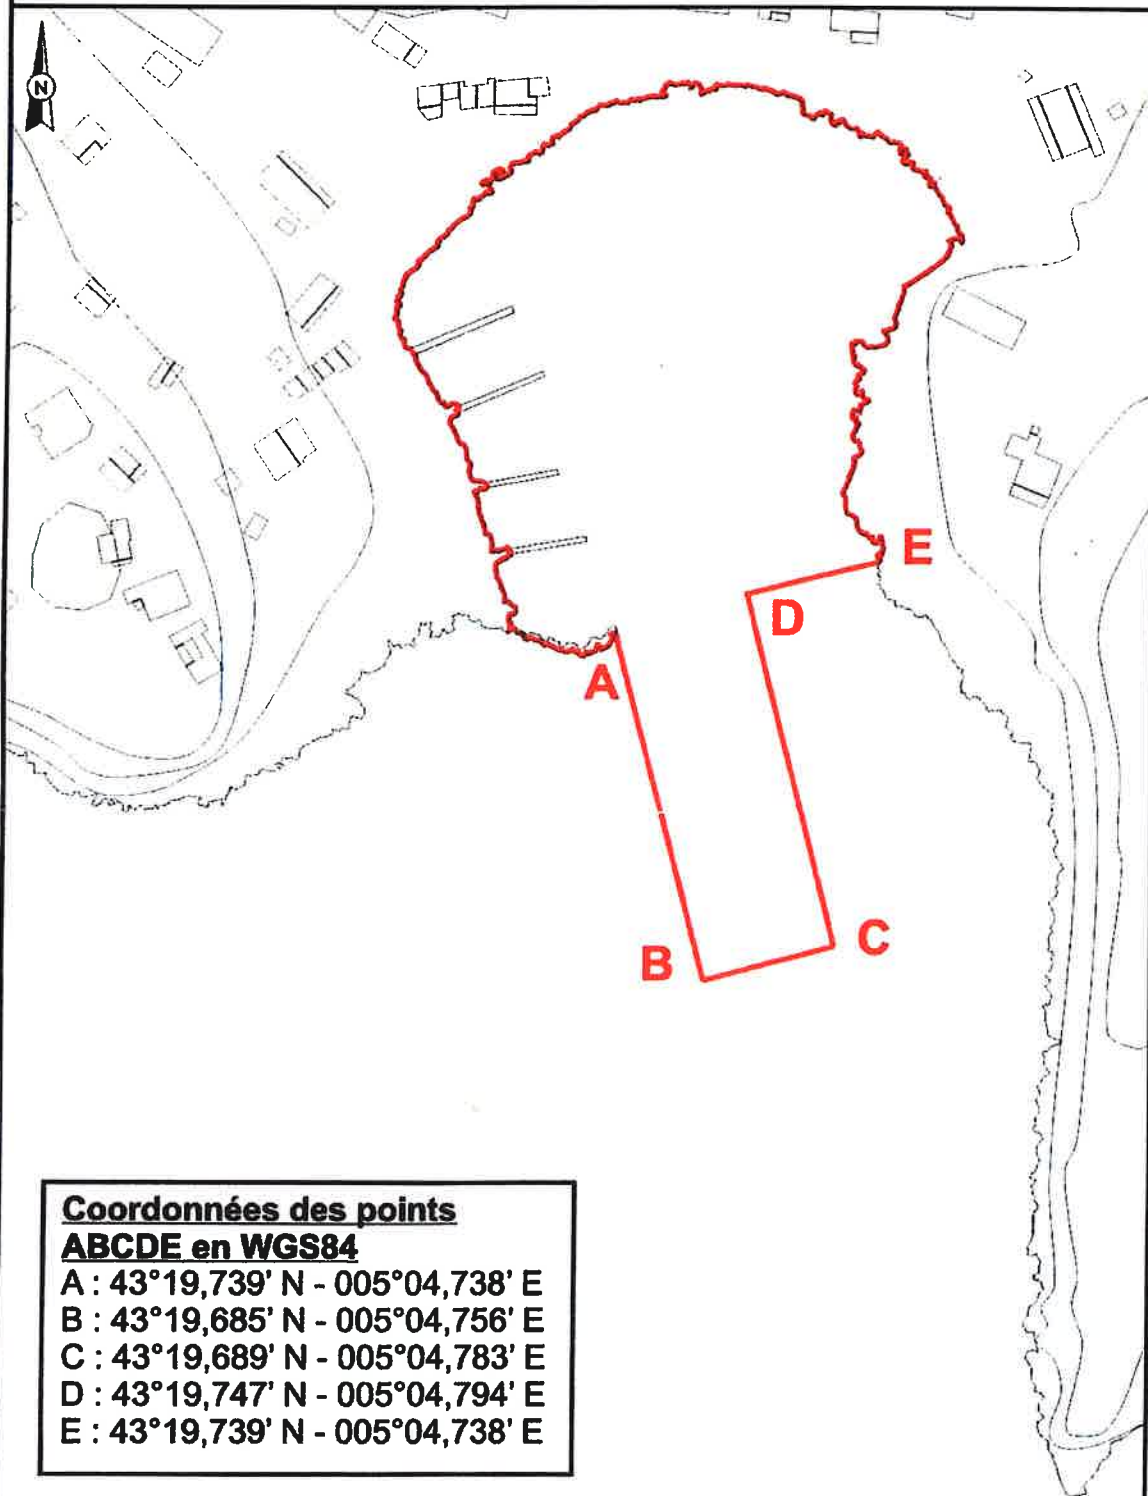 N
E
D
A
C
B
Coordonnées des points
ABCDE en WGS84
A : 43°19,739' N - 005°04,738' E
B : 43°19,685' N - 005°04,756' E
C : 43°19,689' N - 005°04,783' E
D : 43°19,747' N - 005°04,794' E
E : 43°19,739' N - 005°04,738' E